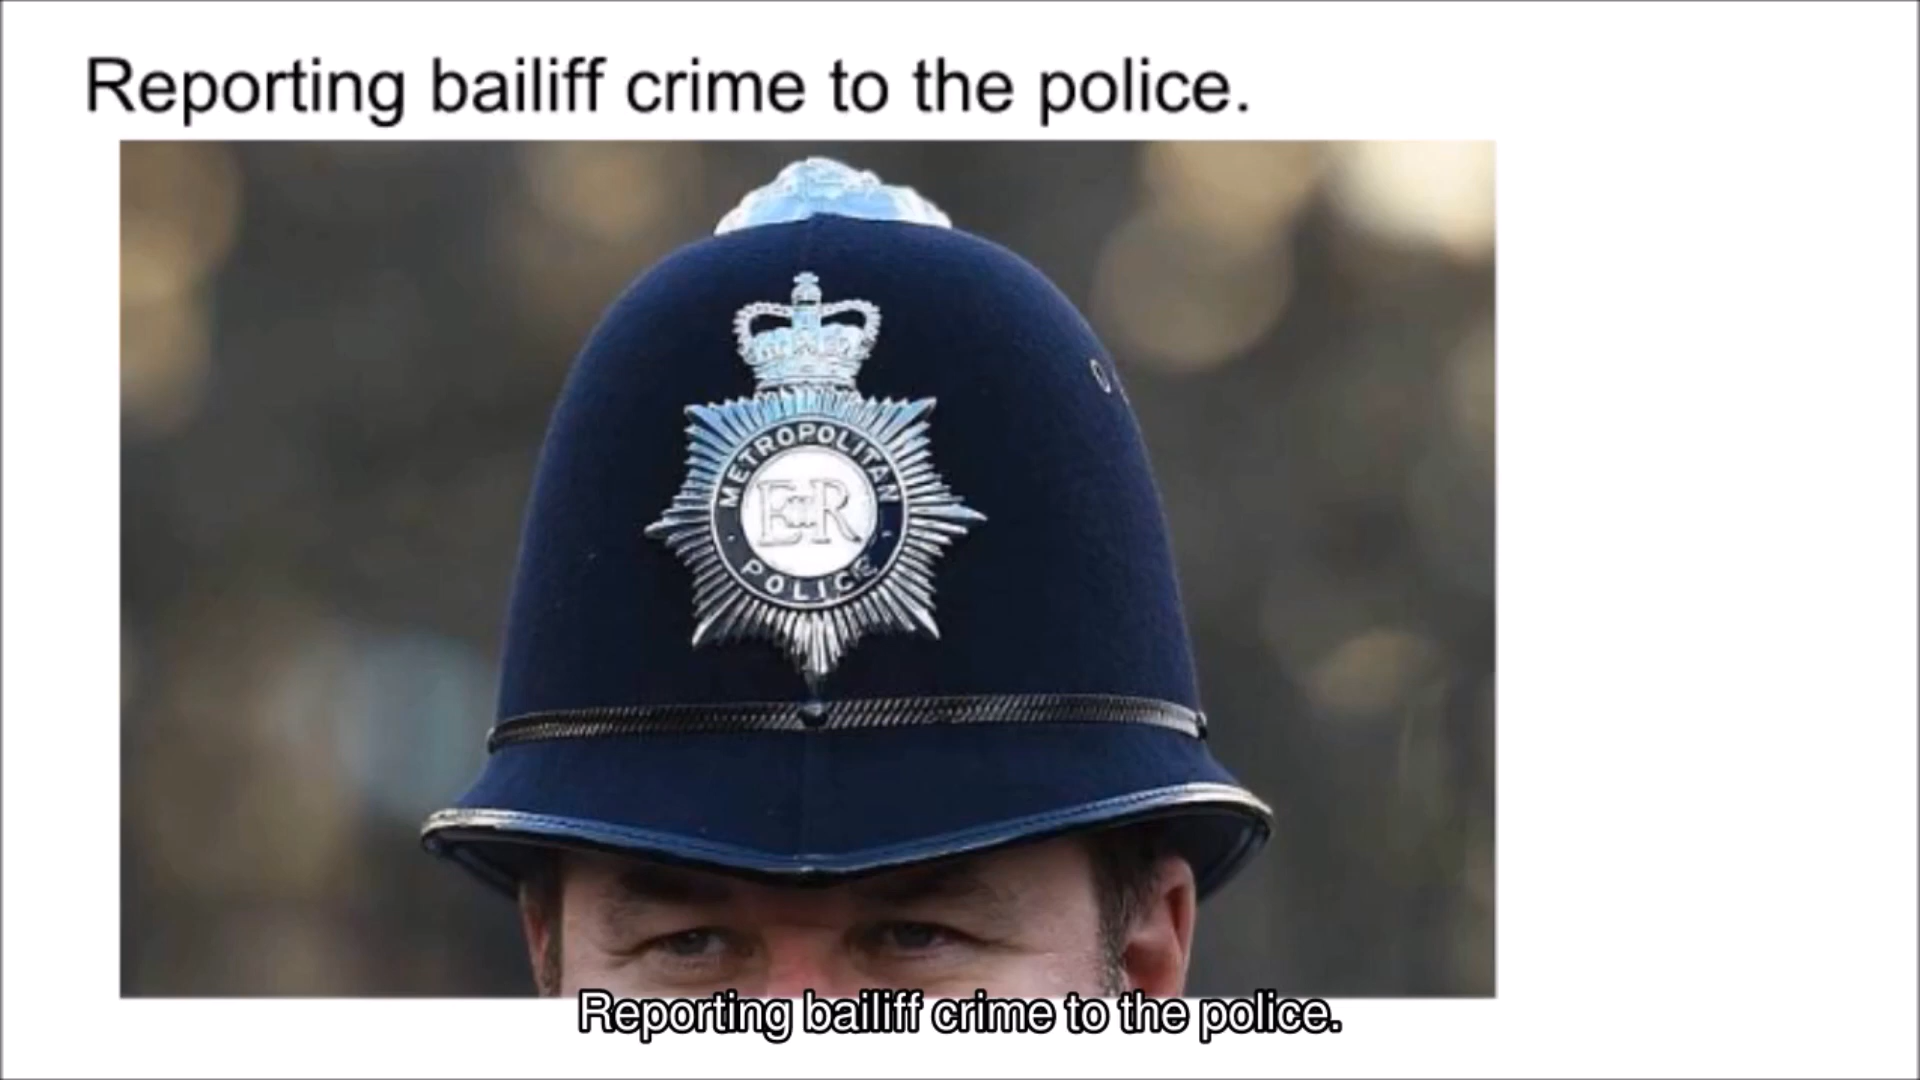 Reporting bailiff crime to the police.
METROPOLITAN
EIIR
POLICE
Reporting bailiff crime to the police.